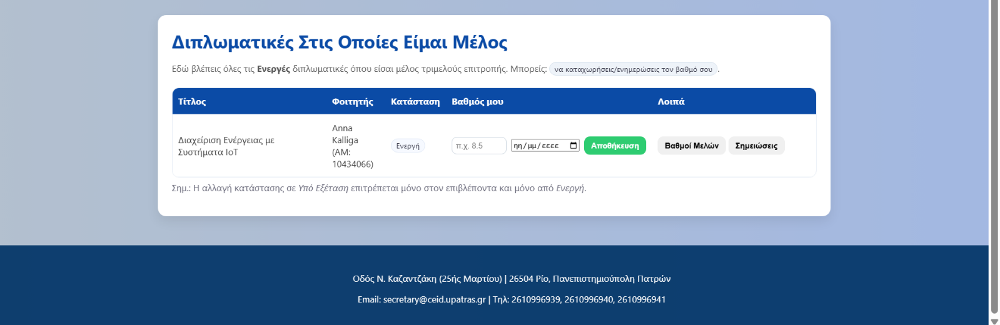 Διπλωματικές Στις Οποίες Είμαι Μέλος
Εδώ βλέπεις όλες τις Ενεργές διπλωματικές όπου είσαι μέλος τριμελούς επιτροπής. Μπορείς: να καταχωρήσεις/ενημερώσεις τον βαθμό σου.
Τίτλος Φοιτητής Κατάσταση Βαθμός μου Λοιπά
Διαχείριση Ενέργειας με
Συστήματα IoT
Anna
Kalliga
(AM:
10434066)
Ενεργή
π.χ. 8.5 ηη/μμ/εεεε Αποθήκευση Βαθμοί Μελών Σημειώσεις
Σημ.: Η αλλαγή κατάστασης σε Υπό Εξέταση επιτρέπεται μόνο στον επιβλέποντα και μόνο από Ενεργή.
Οδός Ν. Καζαντζάκη (25ής Μαρτίου) | 26504 Ρίο, Πανεπιστημιούπολη Πατρών
Email: secretary@ceid.upatras.gr | Τηλ: 2610996939, 2610996940, 2610996941